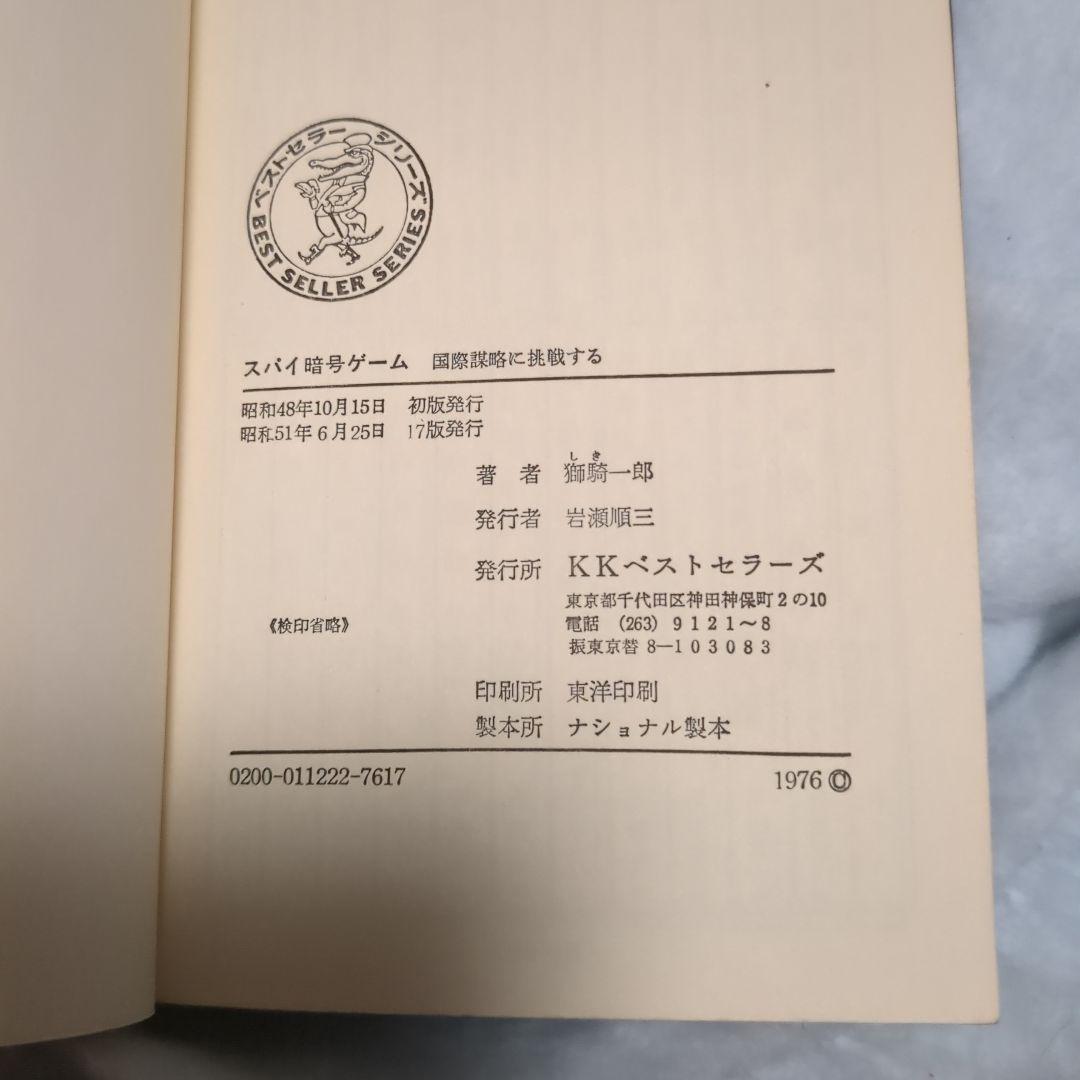 ベストセラーシリーズ
BEST SELLER SERIES
スパイ暗号ゲーム 国際謀略に挑戦する
昭和48年10月15日 初版発行
昭和51年6月25日 17版発行
しき
著者 獅騎一郎
発行者 岩瀬順三
発行所 KKベストセラーズ
東京都千代田区神田神保町2の10
電話 (263) 9121〜8
振東京替 8—103083
《検印省略》
印刷所 東洋印刷
製本所 ナショナル製本
0200-011222-7617
1976 ©